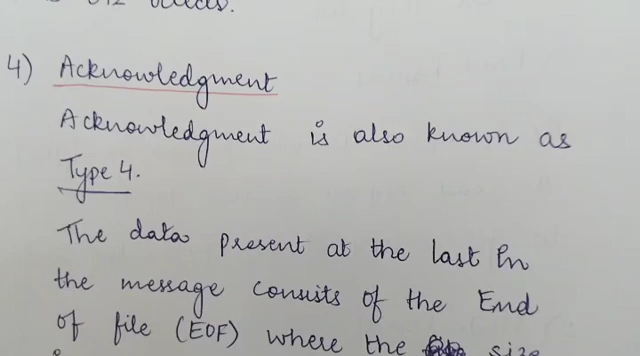 512
4) Acknowledgment
Acknowledgment is also known as
Type 4.
The data present at the last in
the message consists of the End
of file (EOF) where the size